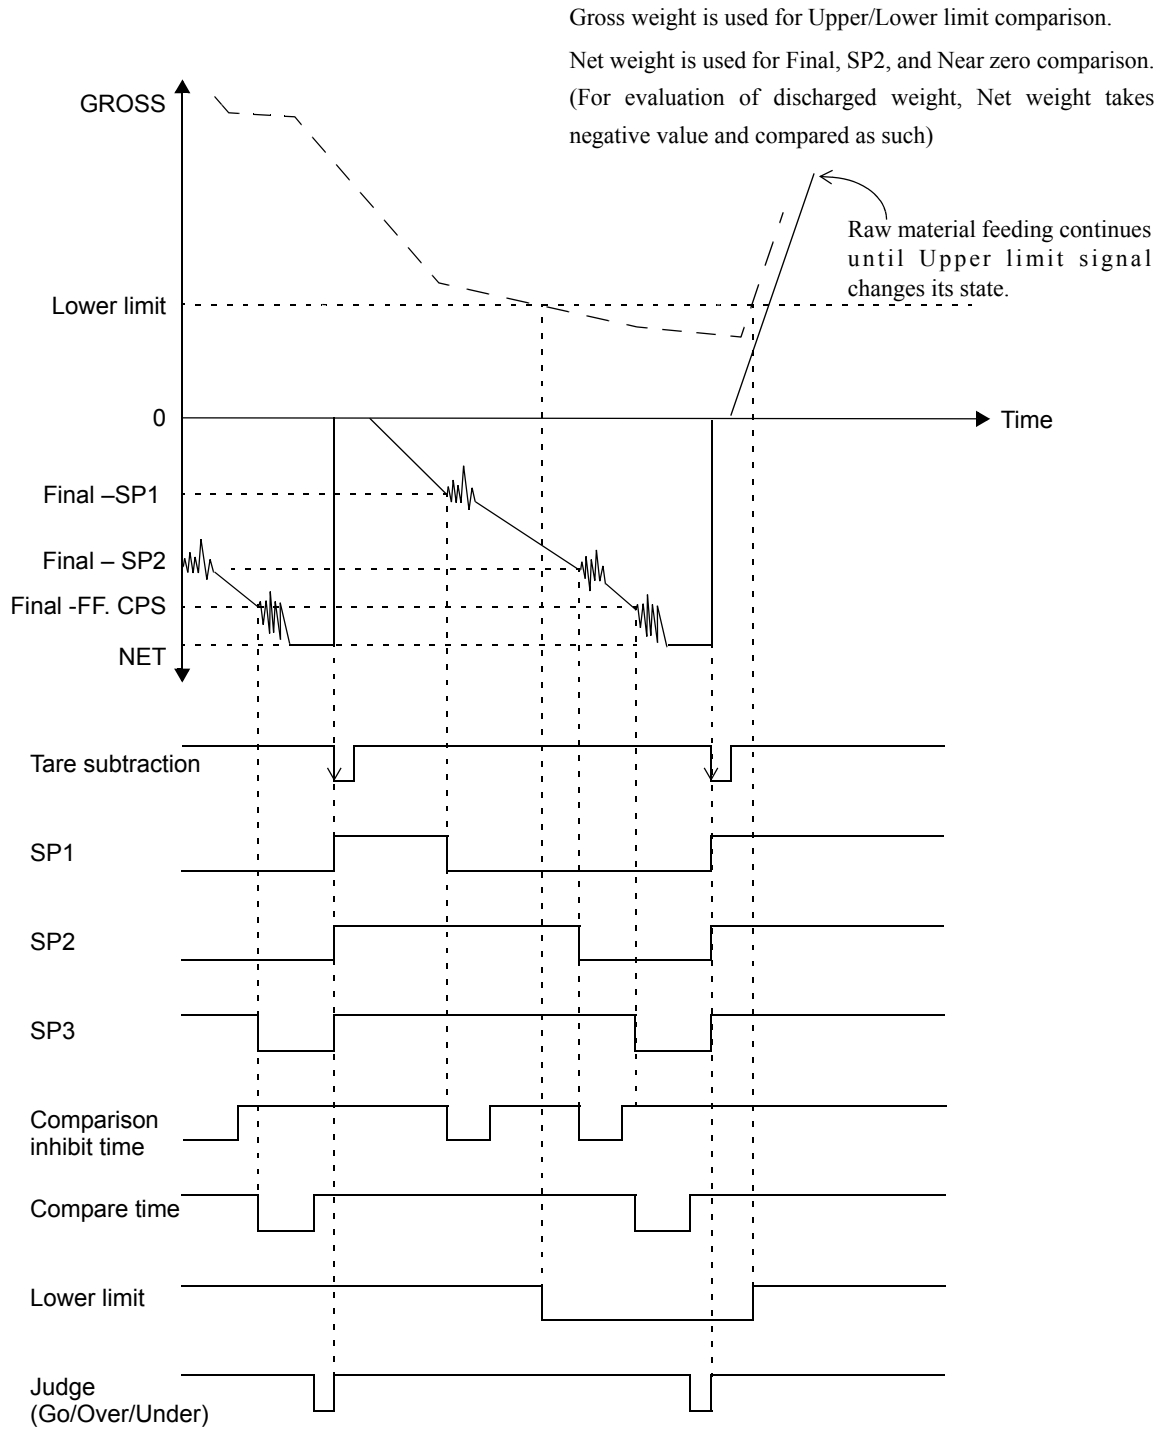 Gross weight is used for Upper/Lower limit comparison.
Net weight is used for Final, SP2, and Near zero comparison.
(For evaluation of discharged weight, Net weight takes
negative value and compared as such)
GROSS
Raw material feeding continues
until Upper limit signal
changes its state.
Lower limit
0
Time
Final –SP1
Final – SP2
Final -FF. CPS
NET
Tare subtraction
SP1
SP2
SP3
Comparison
inhibit time
Compare time
Lower limit
Judge
(Go/Over/Under)